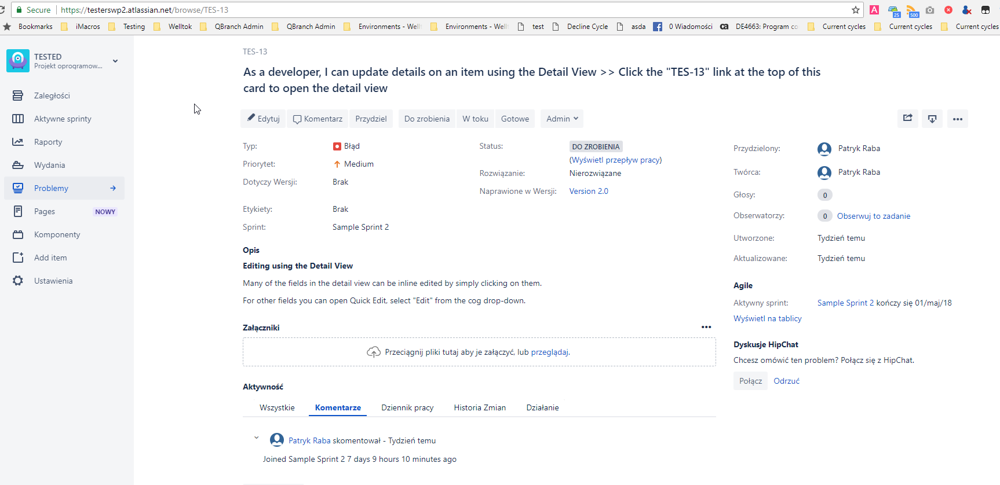 Secure https://testerswp2.atlassian.net/browse/TES-13
25
500
Bookmarks iMacros Testing Welltok QBranch Admin QBranch Admin Environments - Welltok Environments - Welltok test Decline Cycle asda 0 Wiadomości ca DE4663: Program co Current cycles Current cycles Current cycles
TESTED
Projekt oprogramow...
Zaległości
Aktywne sprinty
Raporty
Wydania
Problemy
Pages NOWY
Komponenty
Add item
Ustawienia
TES-13
As a developer, I can update details on an item using the Detail View >> Click the "TES-13" link at the top of this
card to open the detail view
Edytuj Komentarz Przydziel Do zrobienia W toku Gotowe Admin
Typ: Błąd
Priorytet: Medium
Dotyczy Wersji: Brak
Etykiety: Brak
Sprint: Sample Sprint 2
Status: DO ZROBIENIA
(Wyświetl przepływ pracy)
Rozwiązanie: Nierozwiązane
Naprawione w Wersji: Version 2.0
Opis
Editing using the Detail View
Many of the fields in the detail view can be inline edited by simply clicking on them.
For other fields you can open Quick Edit, select "Edit" from the cog drop-down.
Załączniki
Przeciągnij pliki tutaj aby je załączyć, lub przeglądaj.
Aktywność
Wszystkie Komentarze Dziennik pracy Historia Zmian Działanie
Patryk Raba skomentował - Tydzień temu
Joined Sample Sprint 2 7 days 9 hours 10 minutes ago
Przydzielony: Patryk Raba
Twórca: Patryk Raba
Głosy: 0
Obserwatorzy: 0 Obserwuj to zadanie
Utworzone: Tydzień temu
Aktualizowane: Tydzień temu
Agile
Aktywny sprint: Sample Sprint 2 kończy się 01/maj/18
Wyświetl na tablicy
Dyskusje HipChat
Chcesz omówić ten problem? Połącz się z HipChat.
Połącz Odrzuć